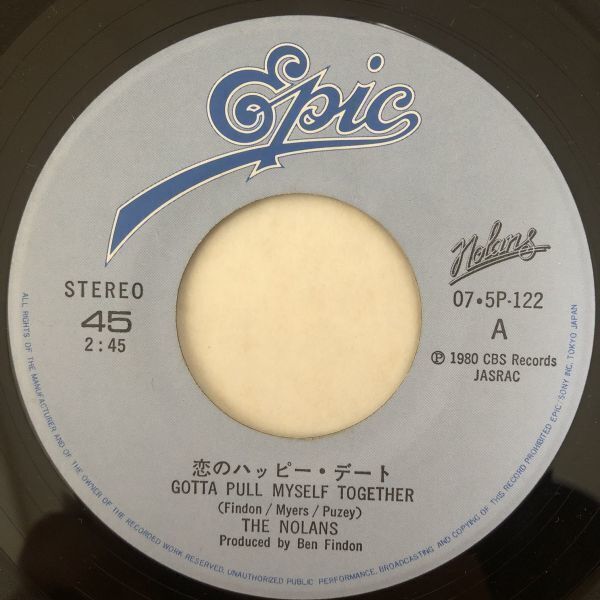 Epic
Nolans
STEREO
45
2:45
07・5P-122
A
Ⓟ 1980 CBS Records
JASRAC
恋のハッピー・デート
GOTTA PULL MYSELF TOGETHER
(Findon / Myers / Puzey)
THE NOLANS
Produced by Ben Findon
ALL RIGHTS OF THE MANUFACTURER AND OF THE OWNER OF THE RECORDED WORK RESERVED. UNAUTHORIZED PUBLIC PERFORMANCE, BROADCASTING AND COPYING OF THIS RECORD PROHIBITED EPIC/SONY INC. TOKYO JAPAN